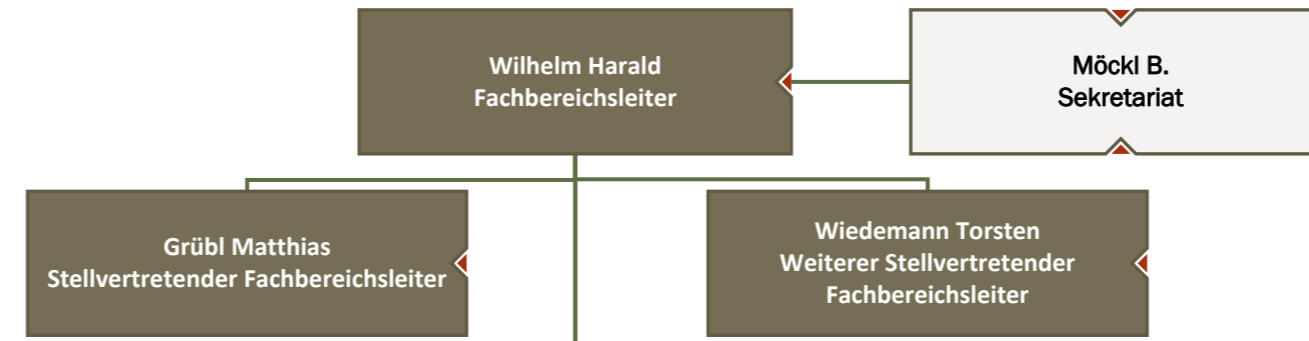 Wilhelm Harald
Fachbereichsleiter
Möckl B.
Sekretariat
Grübl Matthias
Stellvertretender Fachbereichsleiter
Wiedemann Torsten
Weiterer Stellvertretender
Fachbereichsleiter